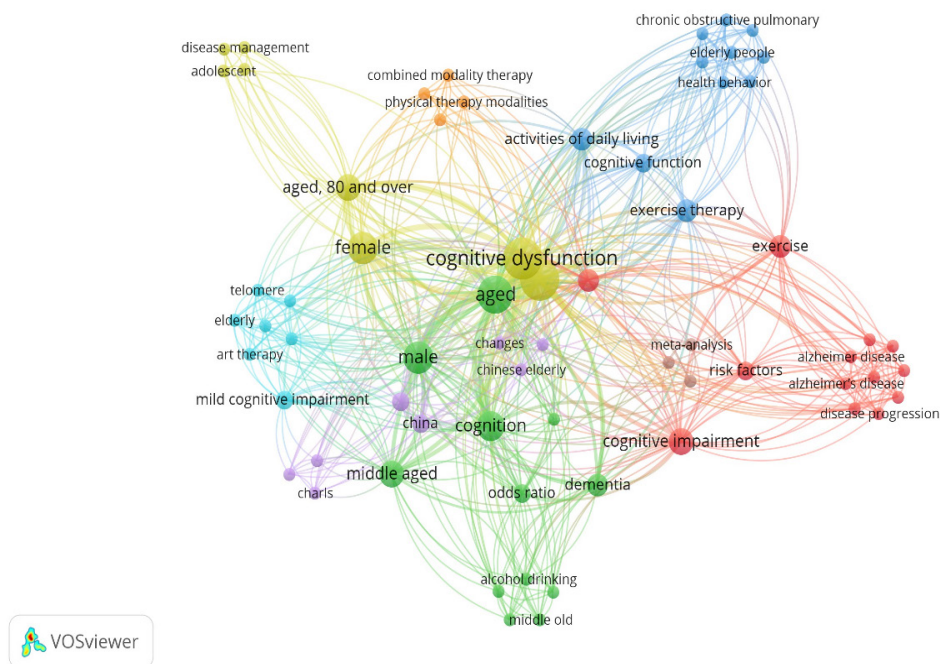 chronic obstructive pulmonary
disease management
elderly people
adolescent
combined modality therapy
health behavior
physical therapy modalities
activities of daily living
cognitive function
aged, 80 and over
exercise therapy
female
exercise
cognitive dysfunction
telomere
aged
elderly
changes
meta-analysis
art therapy
male
alzheimer disease
chinese elderly
risk factors
alzheimer's disease
mild cognitive impairment
disease progression
china
cognition
cognitive impairment
middle aged
charls
odds ratio
dementia
alcohol drinking
middle old
VOSviewer